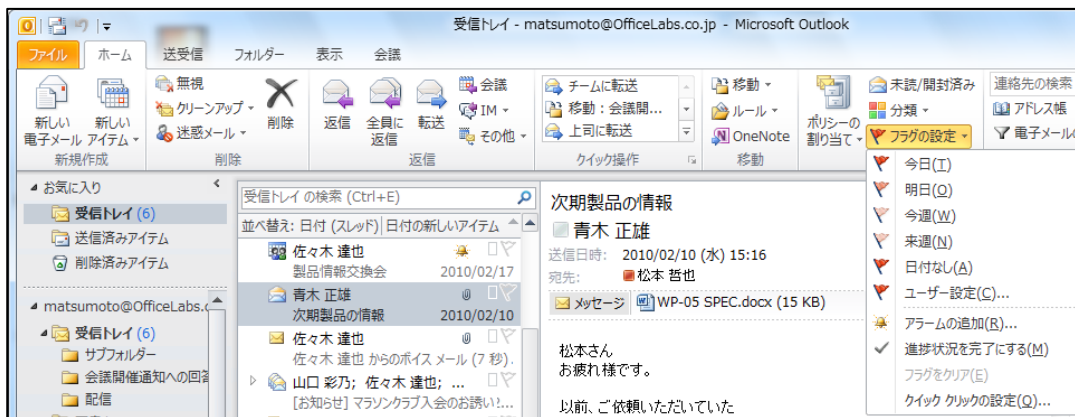 受信トレイ - matsumoto@OfficeLabs.co.jp - Microsoft Outlook
ファイル ホーム 送受信 フォルダー 表示 会議
新しい 電子メール
新しい アイテム
新規作成
無視
クリーンアップ
迷惑メール
削除
削除
返信
全員に 返信
転送
会議
IM
その他
返信
チームに転送
移動：会議開...
上司に転送
クイック操作
移動
ルール
OneNote
移動
ポリシーの 割り当て
未読/開封済み
分類
フラグの設定
連絡先の検索
アドレス帳
電子メールの
今日(T)
明日(O)
今週(W)
来週(N)
日付なし(A)
ユーザー設定(C)...
アラームの追加(R)...
進捗状況を完了にする(M)
フラグをクリア(E)
クイック クリックの設定(Q)...
お気に入り
受信トレイ (6)
送信済みアイテム
削除済みアイテム
matsumoto@OfficeLabs.c
受信トレイ (6)
サブフォルダー
会議開催通知への回答
配信
受信トレイ の検索 (Ctrl+E)
並べ替え: 日付 (スレッド) 日付の新しいアイテム
佐々木 達也
製品情報交換会 2010/02/17
青木 正雄
次期製品の情報 2010/02/10
佐々木 達也
佐々木 達也 からのボイス メール (7 秒).
山口 彩乃; 佐々木 達也; ...
[お知らせ] マラソンクラブ入会のお誘い!...
次期製品の情報
青木 正雄
送信日時: 2010/02/10 (水) 15:16
宛先: 松本 哲也
メッセージ WP-05 SPEC.docx (15 KB)
松本さん
お疲れ様です。
以前、ご依頼いただいていた